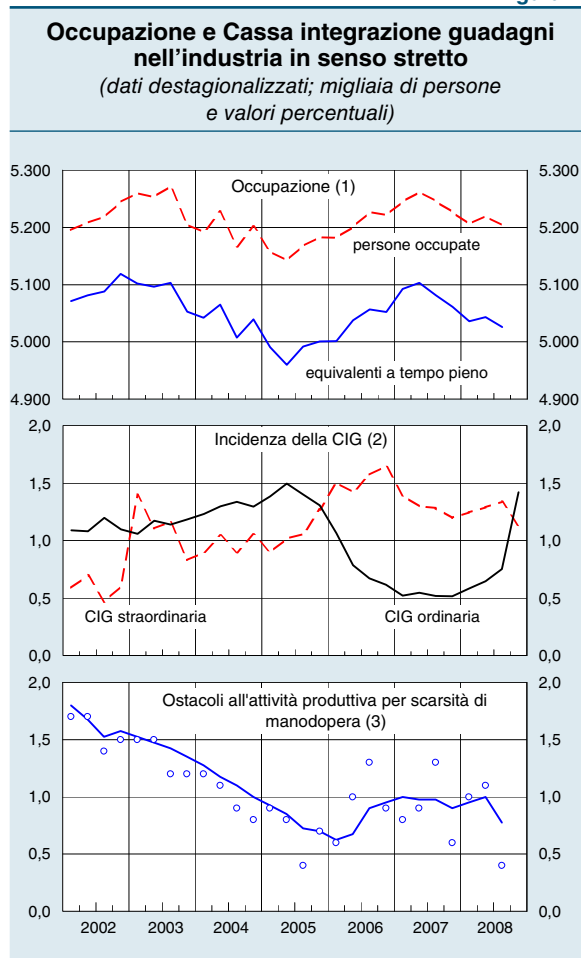 Occupazione e Cassa integrazione guadagni
nell'industria in senso stretto
(dati destagionalizzati; migliaia di persone
e valori percentuali)
5.300 5.300
Occupazione (1)
5.200 5.200
persone occupate
5.100 5.100
5.000 5.000
equivalenti a tempo pieno
4.900 4.900
2,0 2,0
Incidenza della CIG (2)
1,5 1,5
1,0 1,0
0,5 0,5
CIG straordinaria CIG ordinaria
0,0 0,0
2,0 2,0
Ostacoli all'attività produttiva per scarsità di
manodopera (3)
1,5 1,5
1,0 1,0
0,5 0,5
0,0 0,0
2002 2003 2004 2005 2006 2007 2008